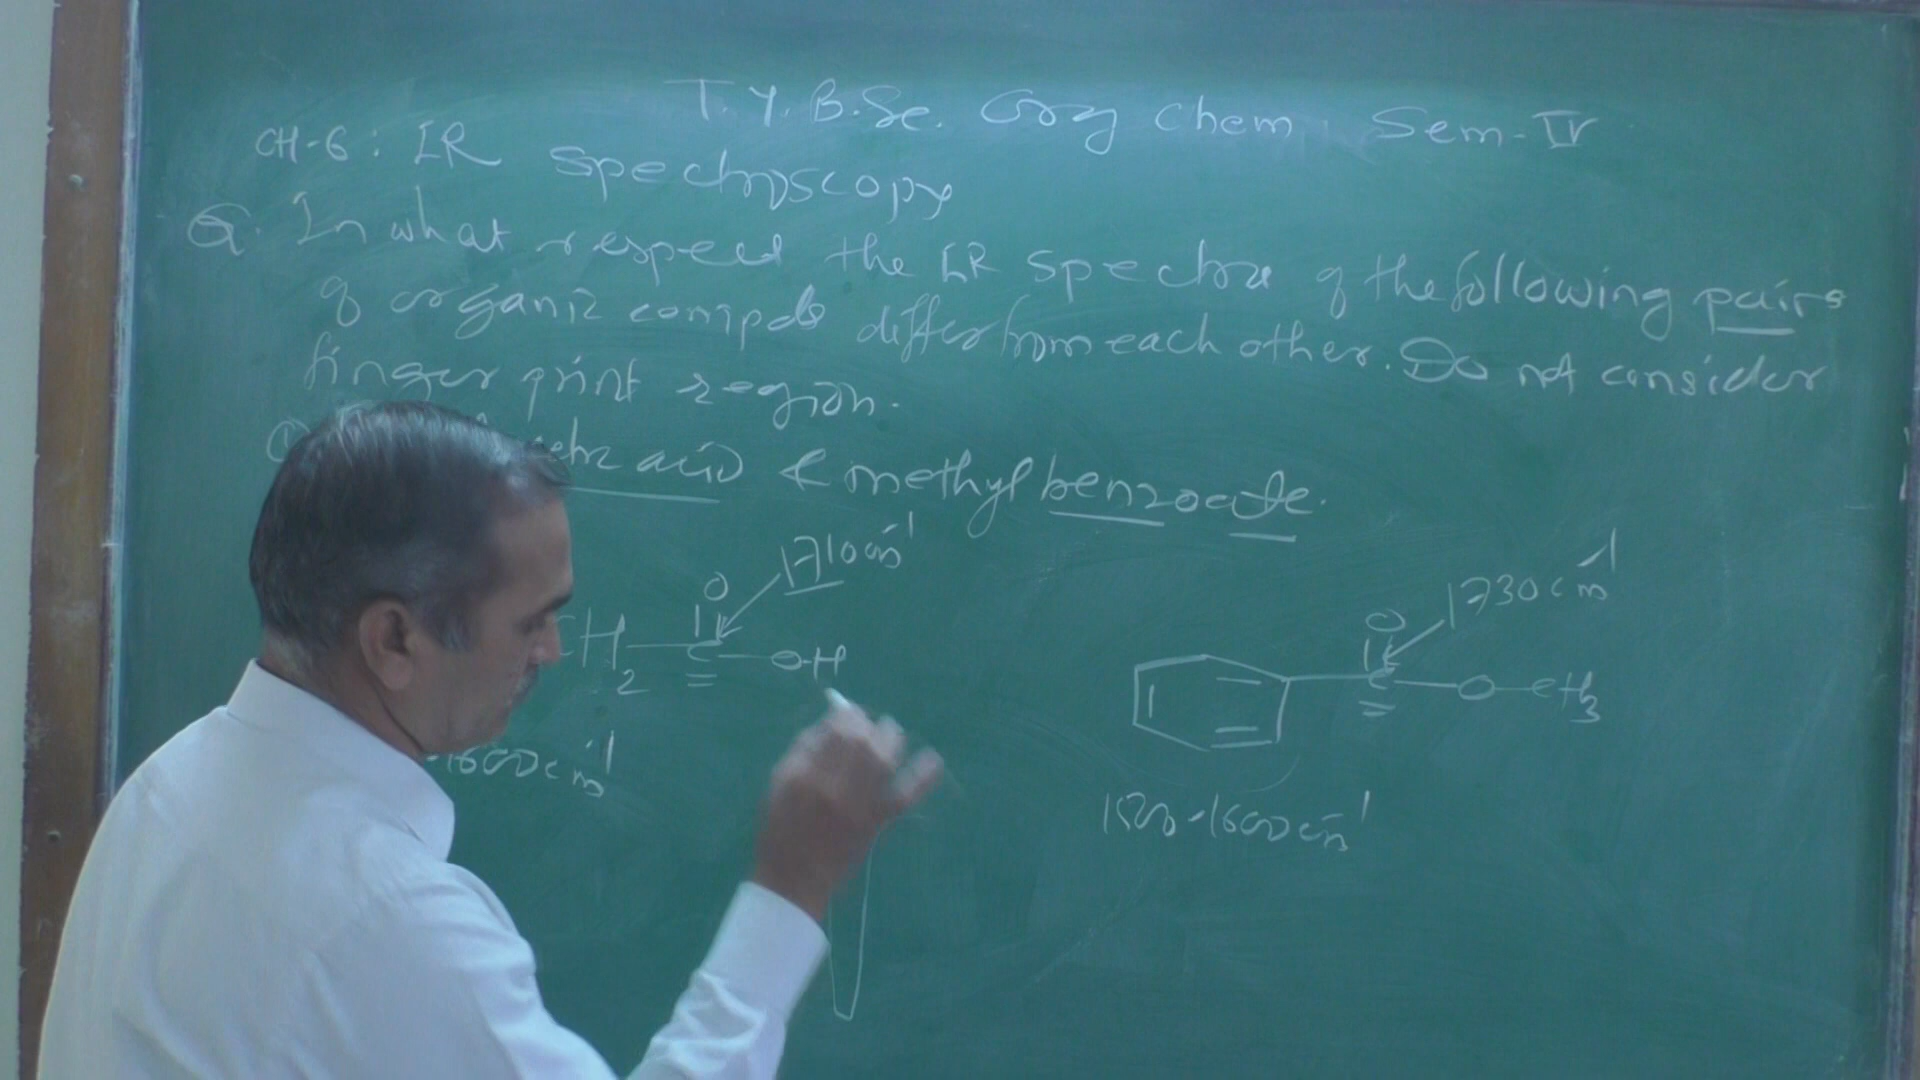 T.Y. B.Sc. Org Chem, Sem-IV
CH-6: IR Spectroscopy
Q. In what respect the IR spectra of the following pairs
of organic compds differ from each other. Do not consider
finger print region.
① acid & methyl benzoate.
1710 cm⁻¹
O
CH₂ — C — O-H
-1600 cm⁻¹
1730 cm⁻¹
O
C — O — CH₃
1500-1600 cm⁻¹